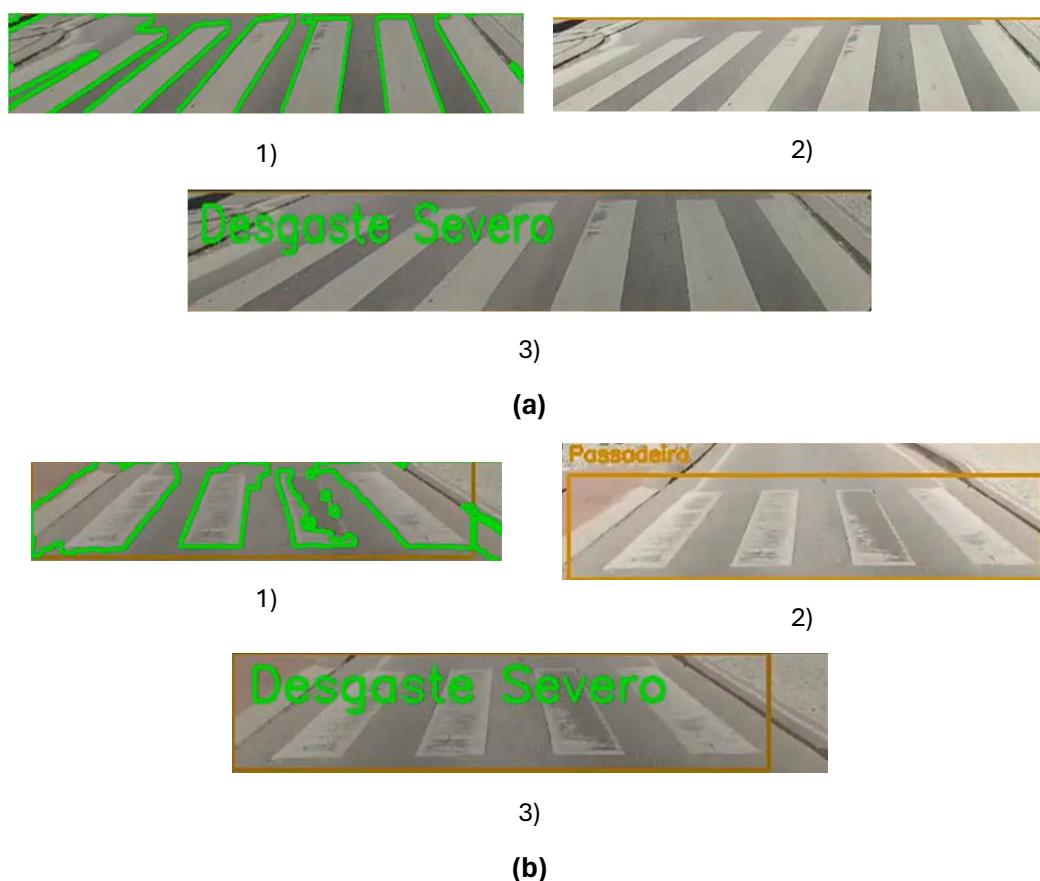 1)
2)
Desgaste Severo
3)
(a)
Passadeira
1)
2)
Desgaste Severo
3)
(b)